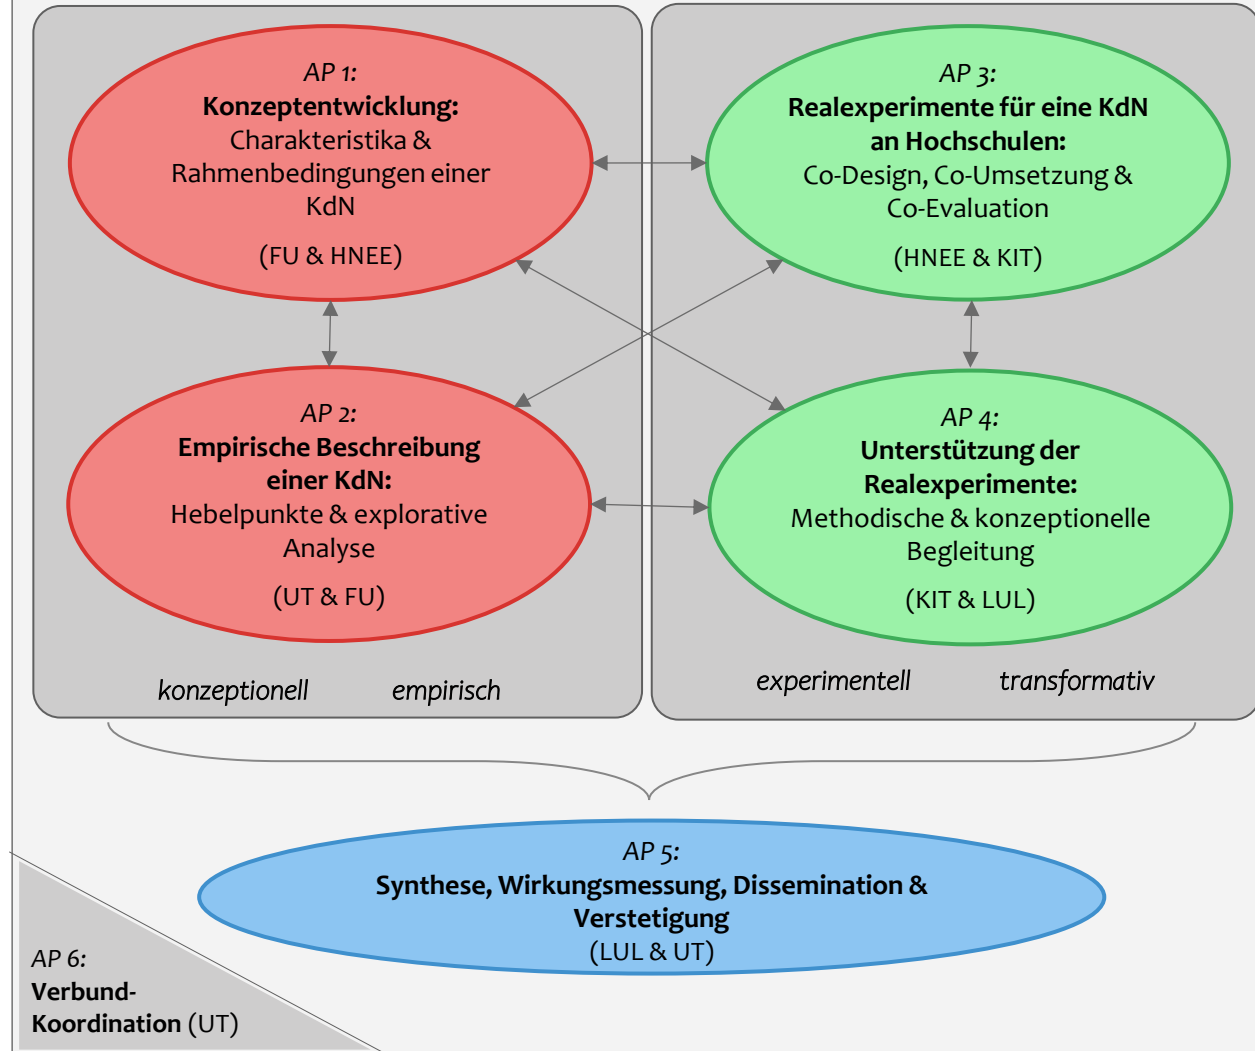 AP 1:
Konzeptentwicklung:
Charakteristika &
Rahmenbedingungen einer
KdN
(FU & HNEE)
AP 3:
Realexperimente für eine KdN
an Hochschulen:
Co-Design, Co-Umsetzung &
Co-Evaluation
(HNEE & KIT)
AP 2:
Empirische Beschreibung
einer KdN:
Hebelpunkte & explorative
Analyse
(UT & FU)
AP 4:
Unterstützung der
Realexperimente:
Methodische & konzeptionelle
Begleitung
(KIT & LUL)
konzeptionell empirisch
experimentell transformativ
AP 5:
Synthese, Wirkungsmessung, Dissemination &
Verstetigung
(LUL & UT)
AP 6:
Verbund-
Koordination (UT)